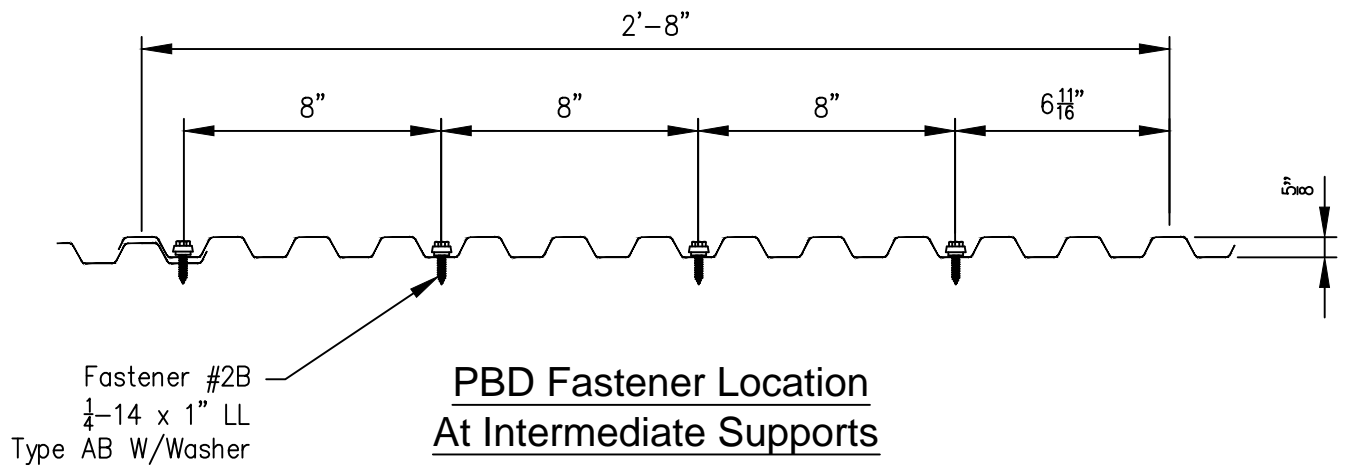 2’-8”
8”
8”
8”
6 11/16”
5/8”
Fastener #2B
1/4-14 x 1” LL
Type AB W/Washer
PBD Fastener Location
At Intermediate Supports